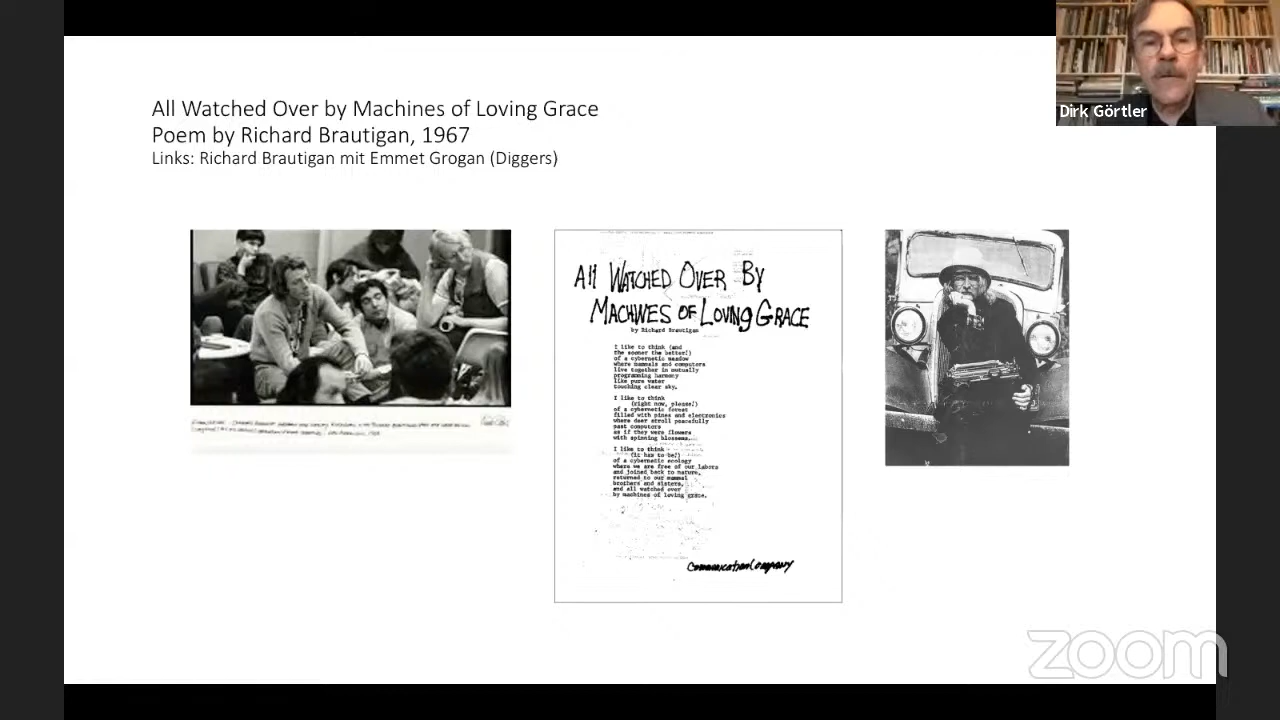 All Watched Over by Machines of Loving Grace
Poem by Richard Brautigan, 1967
Links: Richard Brautigan mit Emmet Grogan (Diggers)
Dirk Görtler
All Watched Over By
Machines of Loving Grace
by Richard Brautigan
I like to think (and
the sooner the better!)
of a cybernetic meadow
where mammals and computers
live together in mutually
programming harmony
like pure water
touching clear sky.
I like to think
(right now, please!)
of a cybernetic forest
filled with pines and electronics
where deer stroll peacefully
past computers
as if they were flowers
with spinning blossoms.
I like to think
(it has to be!)
of a cybernetic ecology
where we are free of our labors
and joined back to nature,
returned to our mammal
brothers and sisters,
and all watched over
by machines of loving grace.
Communication Company
zoom